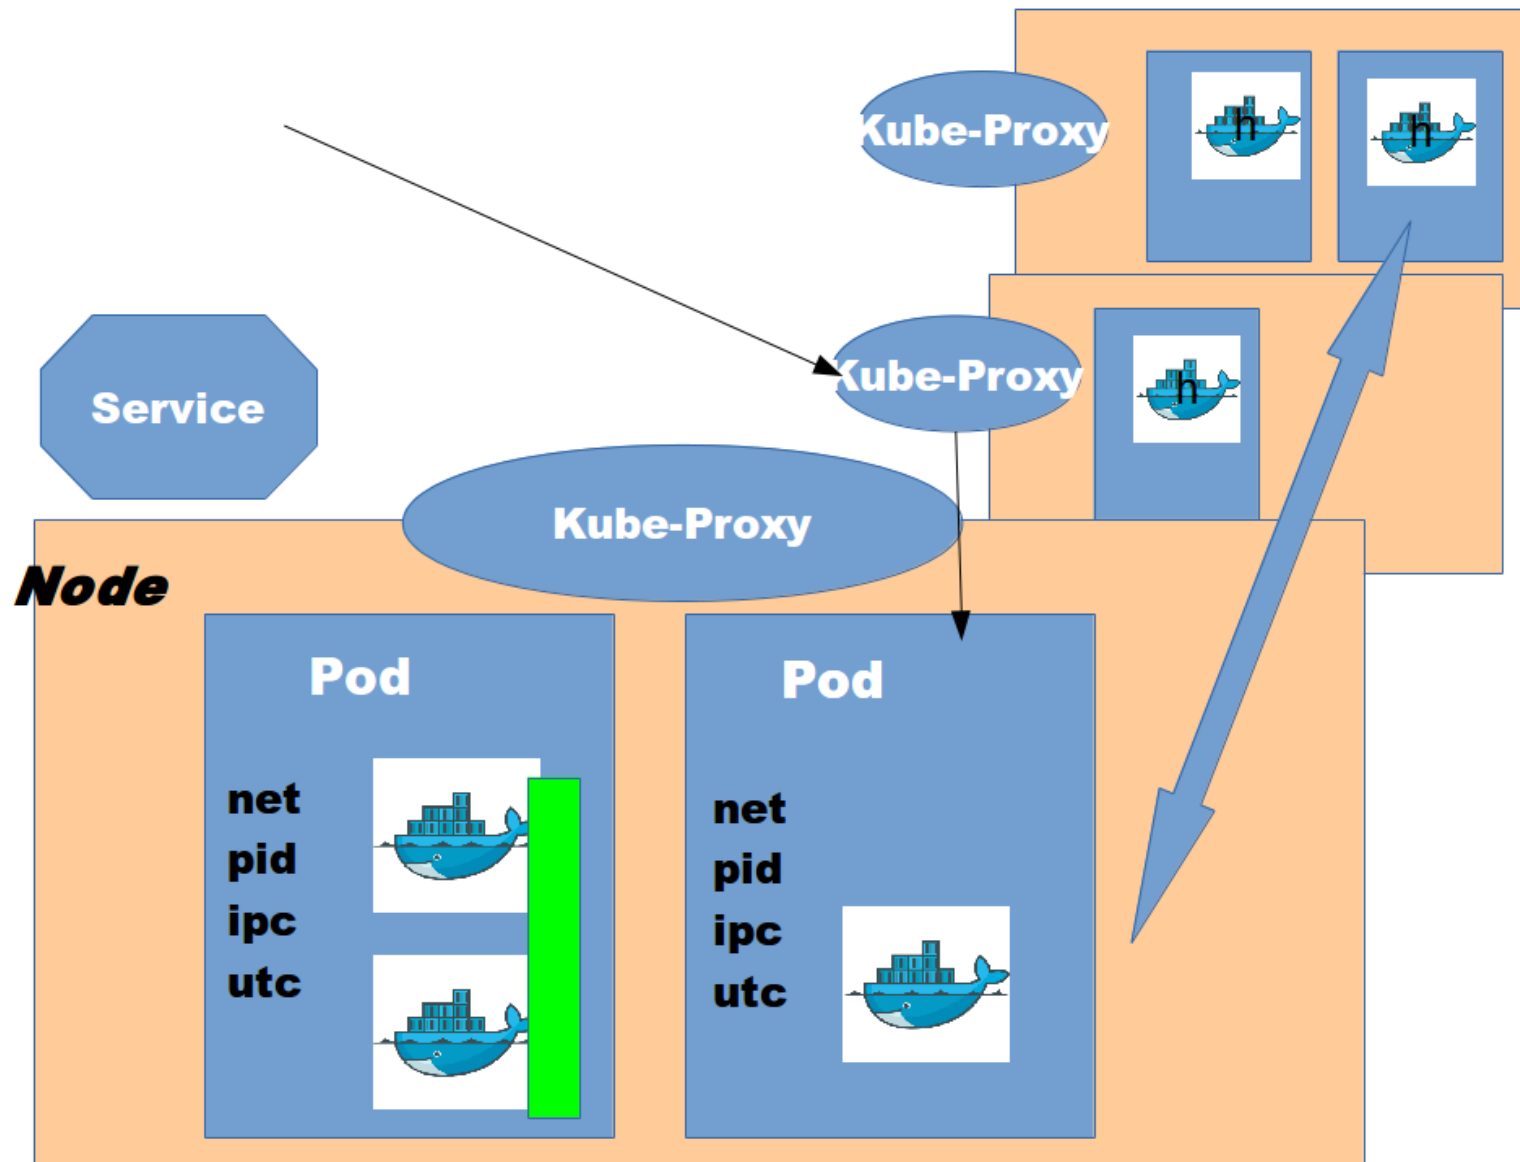 Kube-Proxy
h
h
Kube-Proxy
h
Service
Kube-Proxy
Node
Pod
net
pid
ipc
utc
Pod
net
pid
ipc
utc